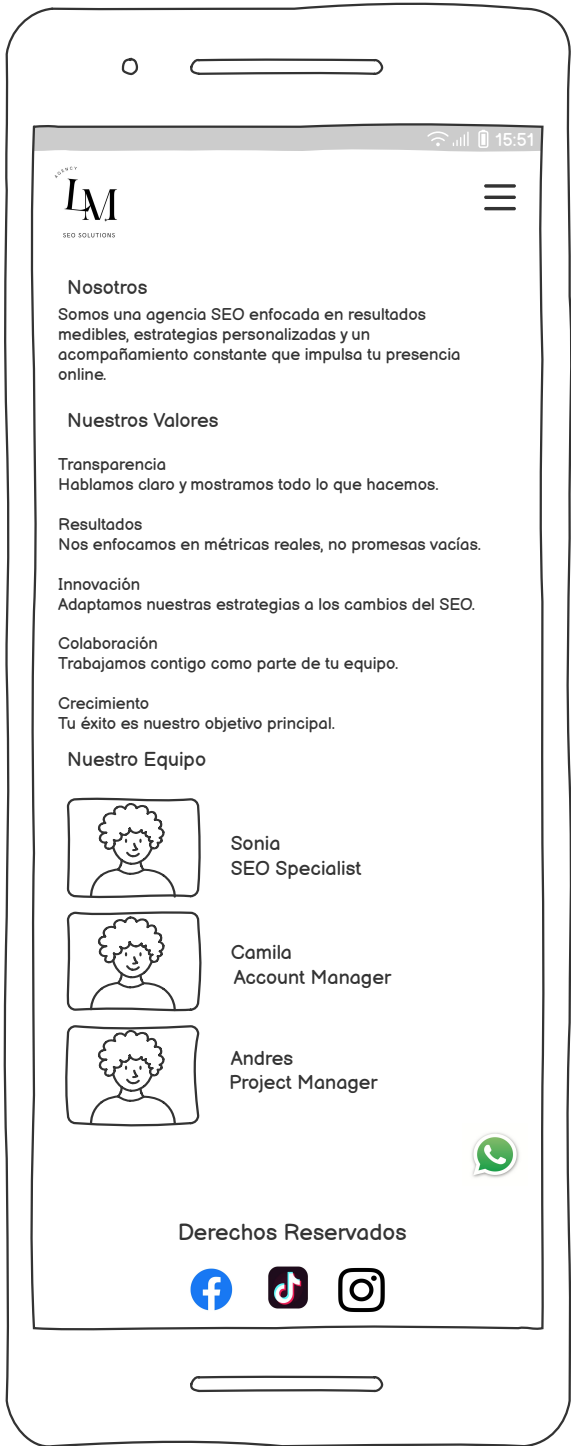 15:51
AGENCY
LM
SEO SOLUTIONS
Nosotros
Somos una agencia SEO enfocada en resultados
medibles, estrategias personalizadas y un
acompañamiento constante que impulsa tu presencia
online.
Nuestros Valores
Transparencia
Hablamos claro y mostramos todo lo que hacemos.
Resultados
Nos enfocamos en métricas reales, no promesas vacías.
Innovación
Adaptamos nuestras estrategias a los cambios del SEO.
Colaboración
Trabajamos contigo como parte de tu equipo.
Crecimiento
Tu éxito es nuestro objetivo principal.
Nuestro Equipo
Sonia
SEO Specialist
Camila
Account Manager
Andres
Project Manager
Derechos Reservados